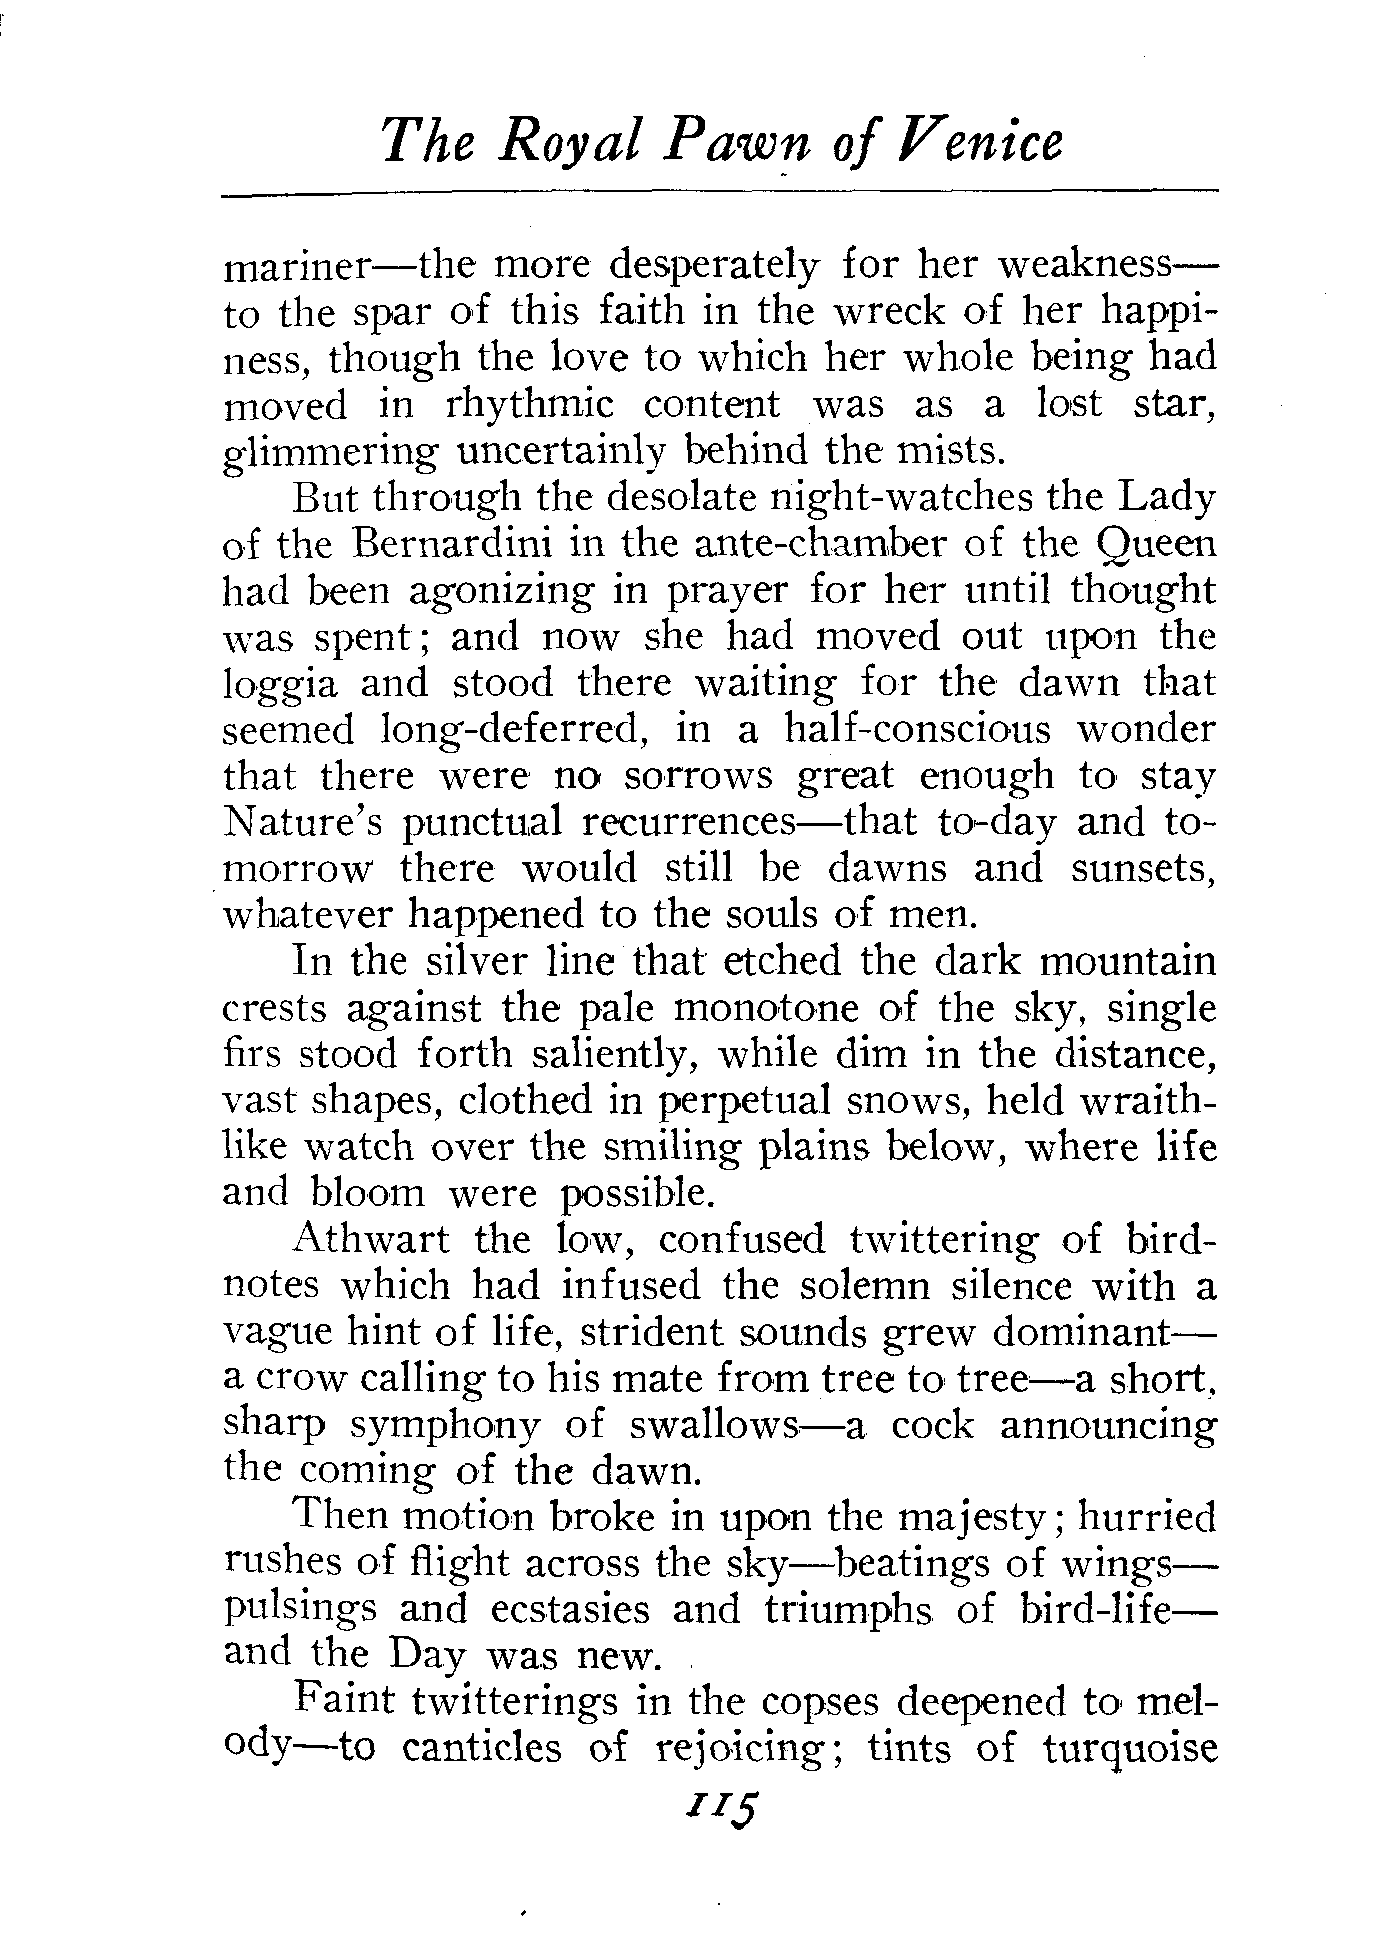 The Royal Pawn of Venice
mariner—the more desperately for her weakness—
to the spar of this faith in the wreck of her happi-
ness, though the love to which her whole being had
moved in rhythmic content was as a lost star,
glimmering uncertainly behind the mists.
But through the desolate night-watches the Lady
of the Bernardini in the ante-chamber of the Queen
had been agonizing in prayer for her until thought
was spent; and now she had moved out upon the
loggia and stood there waiting for the dawn that
seemed long-deferred, in a half-conscious wonder
that there were no sorrows great enough to stay
Nature's punctual recurrences—that to-day and to-
morrow there would still be dawns and sunsets,
whatever happened to the souls of men.
In the silver line that etched the dark mountain
crests against the pale monotone of the sky, single
firs stood forth saliently, while dim in the distance,
vast shapes, clothed in perpetual snows, held wraith-
like watch over the smiling plains below, where life
and bloom were possible.
Athwart the low, confused twittering of bird-
notes which had infused the solemn silence with a
vague hint of life, strident sounds grew dominant—
a crow calling to his mate from tree to tree—a short,
sharp symphony of swallows—a cock announcing
the coming of the dawn.
Then motion broke in upon the majesty; hurried
rushes of flight across the sky—beatings of wings—
pulsings and ecstasies and triumphs of bird-life—
and the Day was new.
Faint twitterings in the copses deepened to mel-
ody—to canticles of rejoicing; tints of turquoise
115